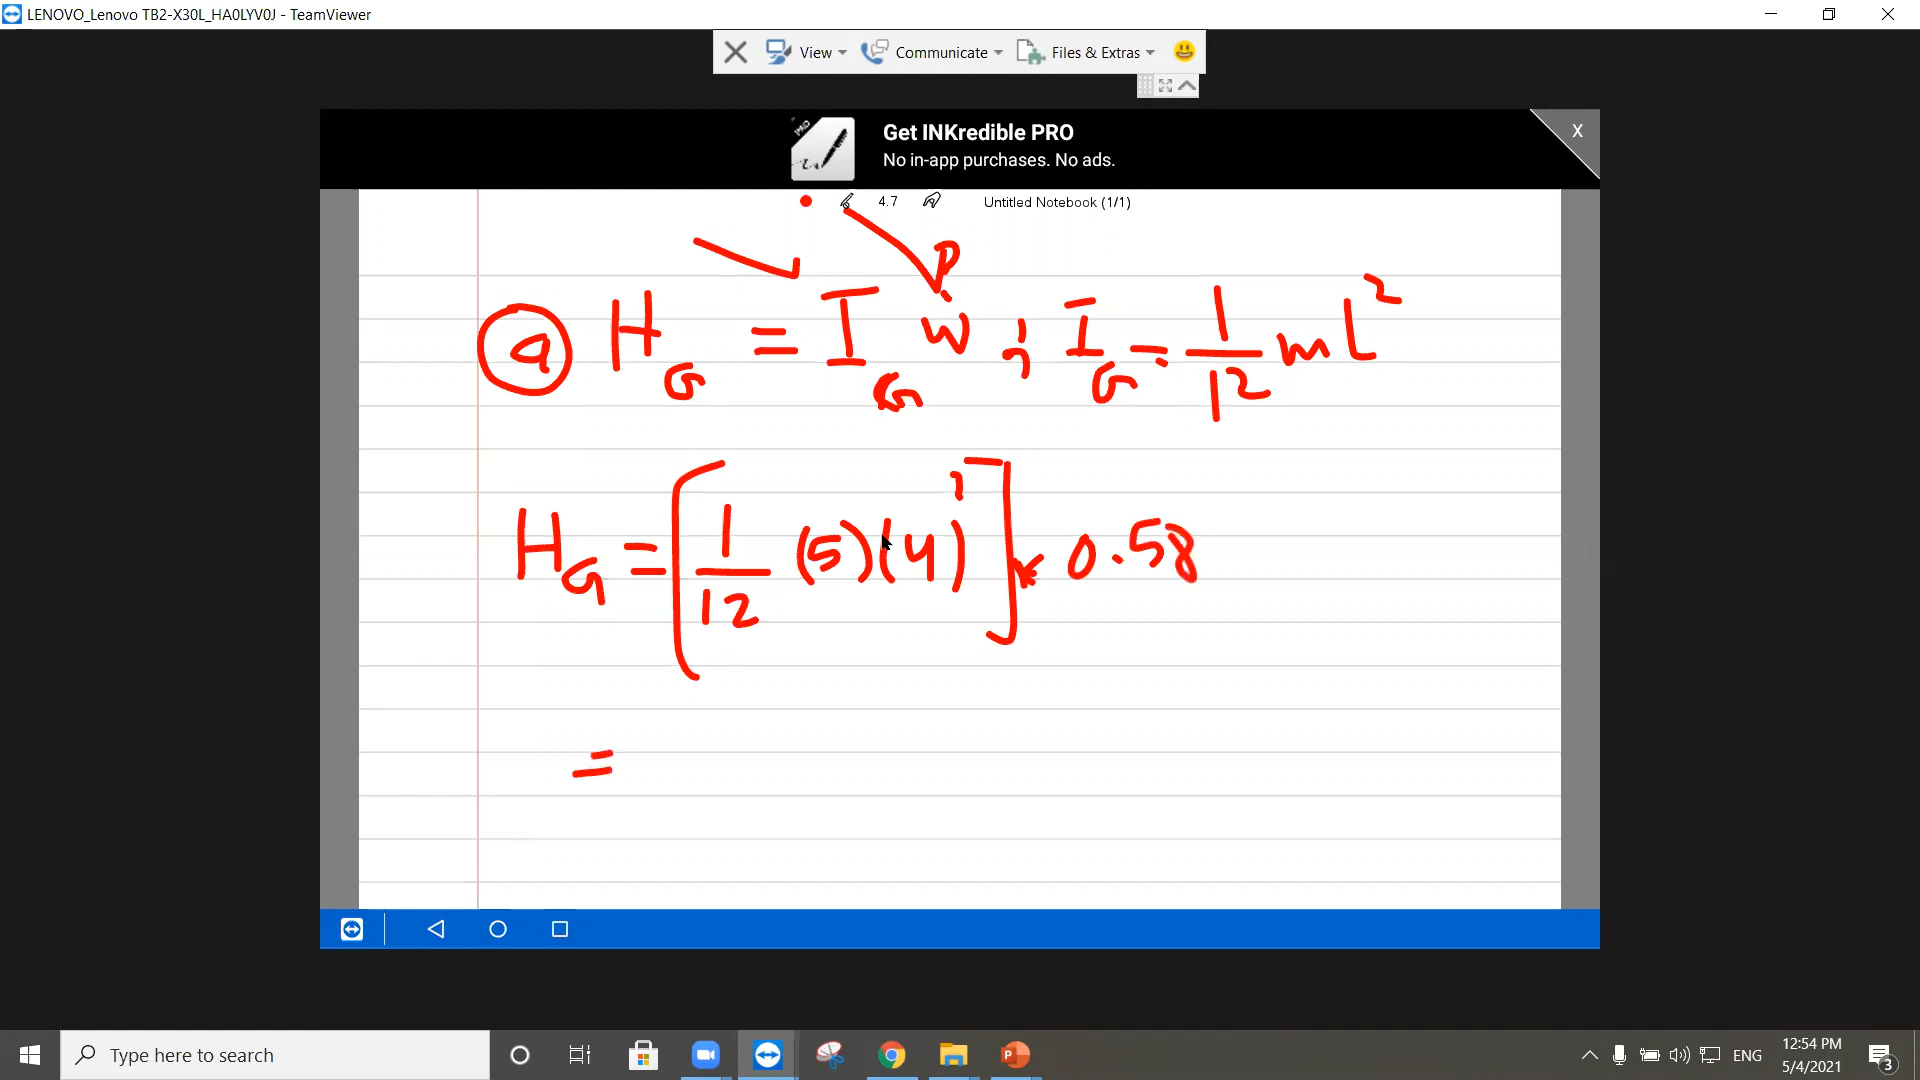 LENOVO_Lenovo TB2-X30L_HA0LYV0J - TeamViewer
View Communicate Files & Extras
Get INKredible PRO
No in-app purchases. No ads.
X
4.7 Untitled Notebook (1/1)
ⓐ H_G = I_G ω ; I_G = 1/12 ml²
H_G = [1/12 (5)(4)²] * 0.58
=
Type here to search
ENG
12:54 PM
5/4/2021
3